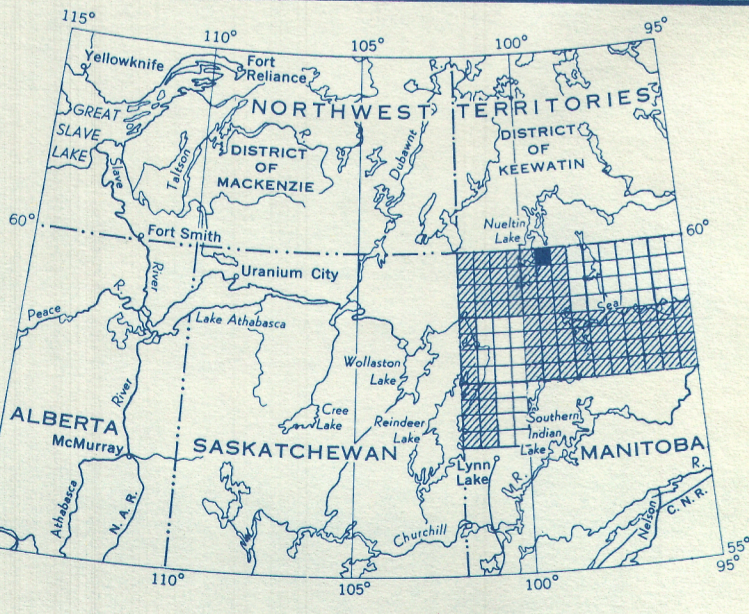 115°
110°
105°
100°
95°
Yellowknife
Fort
Reliance
R.
GREAT
SLAVE
LAKE
NORTHWEST TERRITORIES
Slave
River
Taltson
R.
DISTRICT
OF
MACKENZIE
Dubawnt
DISTRICT
OF
KEEWATIN
60°
Fort Smith
Nueltin
Lake
60°
Uranium City
Peace
R.
Lake Athabasca
Seal
Wollaston
Lake
River
Cree
Lake
Reindeer
Lake
Southern
Indian
Lake
ALBERTA
McMurray
SASKATCHEWAN
MANITOBA
Lynn
Lake
R.
R.
Athabasca
N. A. R.
Churchill
Nelson
C. N. R.
110°
105°
100°
95°
55°